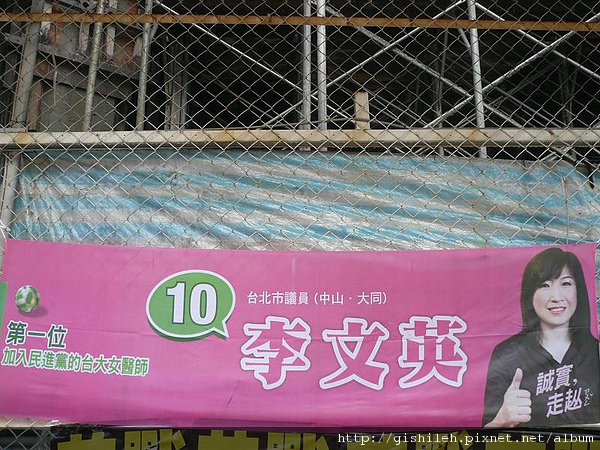 10
台北市議員(中山‧大同)
李文英
第一位
加入民進黨的台大女醫師
誠實,
走
http://gishileh.pixnet.net/album